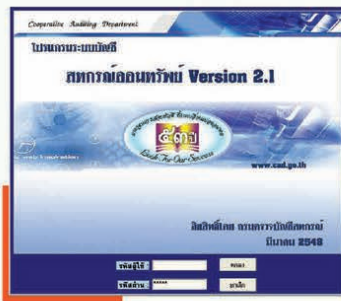 Cooperative Auditing Department
โปรแกรมระบบบัญชี
สหกรณ์ออมทรัพย์ Version 2.1
๕๓ปี
www.cad.go.th
ลิขสิทธิ์โดย กรมตรวจบัญชีสหกรณ์
มีนาคม 2548
รหัสผู้ใช้
ตกลง
รหัสผ่าน *****
ยกเลิก